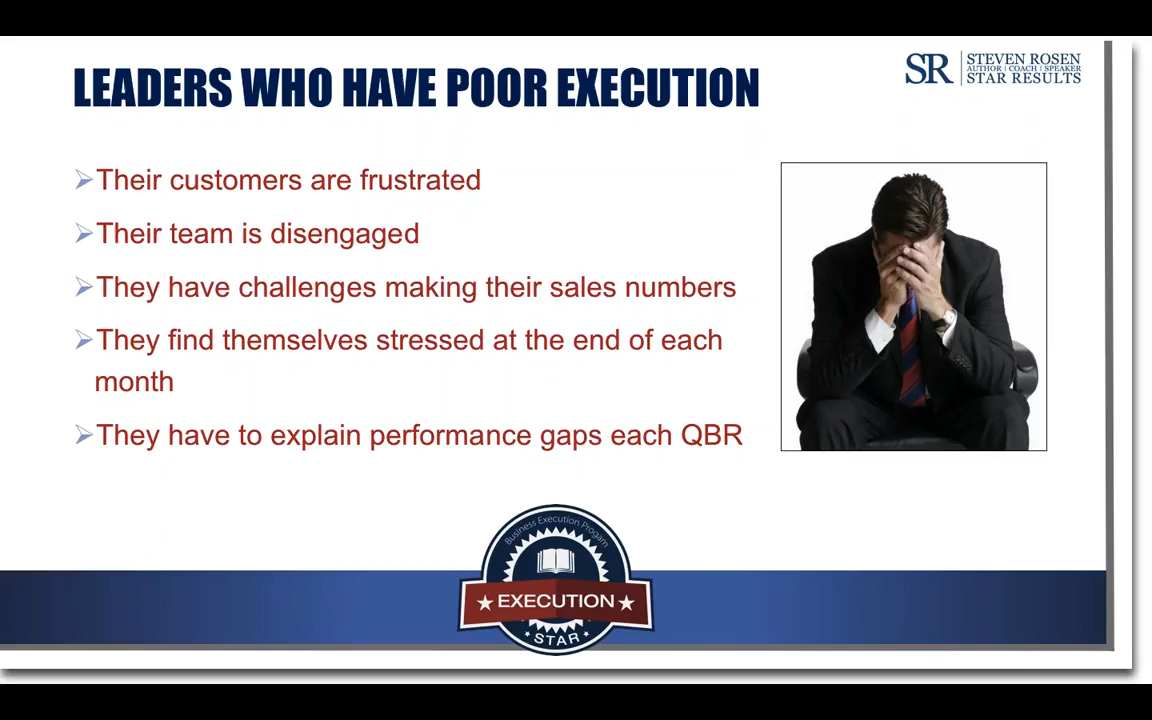 LEADERS WHO HAVE POOR EXECUTION
SR
STEVEN ROSEN
AUTHOR | COACH | SPEAKER
STAR RESULTS
Their customers are frustrated
Their team is disengaged
They have challenges making their sales numbers
They find themselves stressed at the end of each
month
They have to explain performance gaps each QBR
Business Execution Progam
EXECUTION
STAR